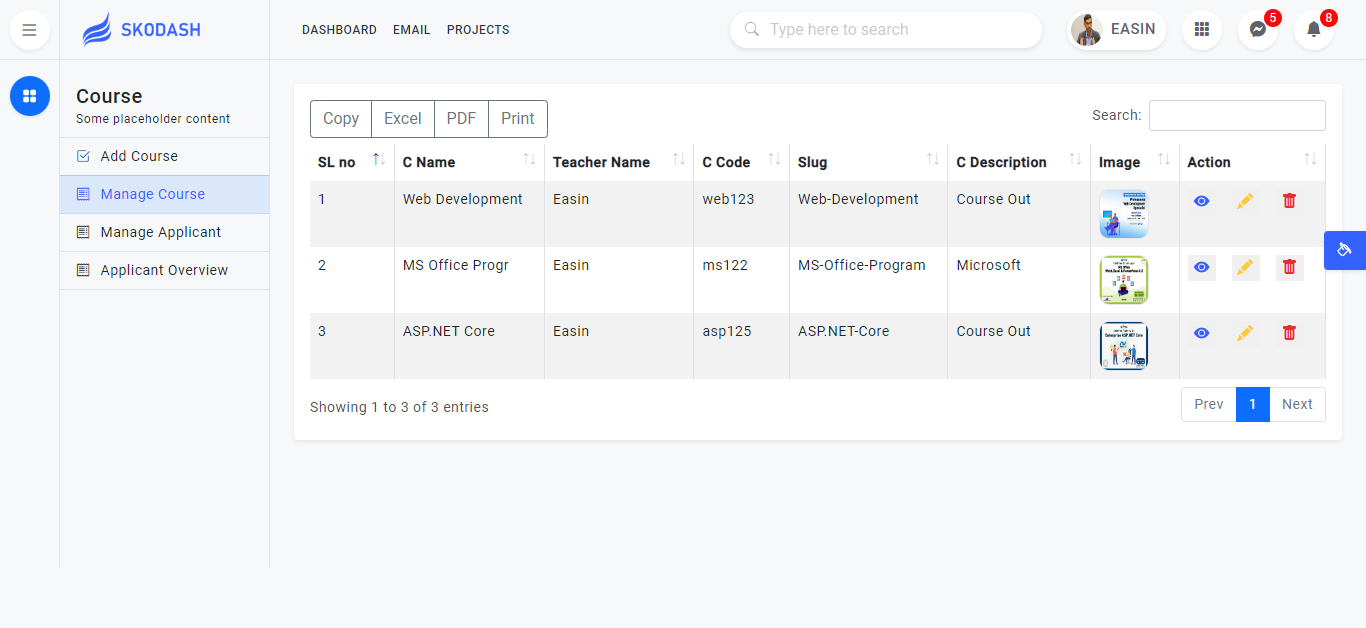 SKODASH
DASHBOARD EMAIL PROJECTS
Type here to search
EASIN
5
8
Course
Some placeholder content
Add Course
Manage Course
Manage Applicant
Applicant Overview
Copy Excel PDF Print
Search:
SL no C Name Teacher Name C Code Slug C Description Image Action
1 Web Development Easin web123 Web-Development Course Out
2 MS Office Progr Easin ms122 MS-Office-Program Microsoft
3 ASP.NET Core Easin asp125 ASP.NET-Core Course Out
Showing 1 to 3 of 3 entries
Prev 1 Next